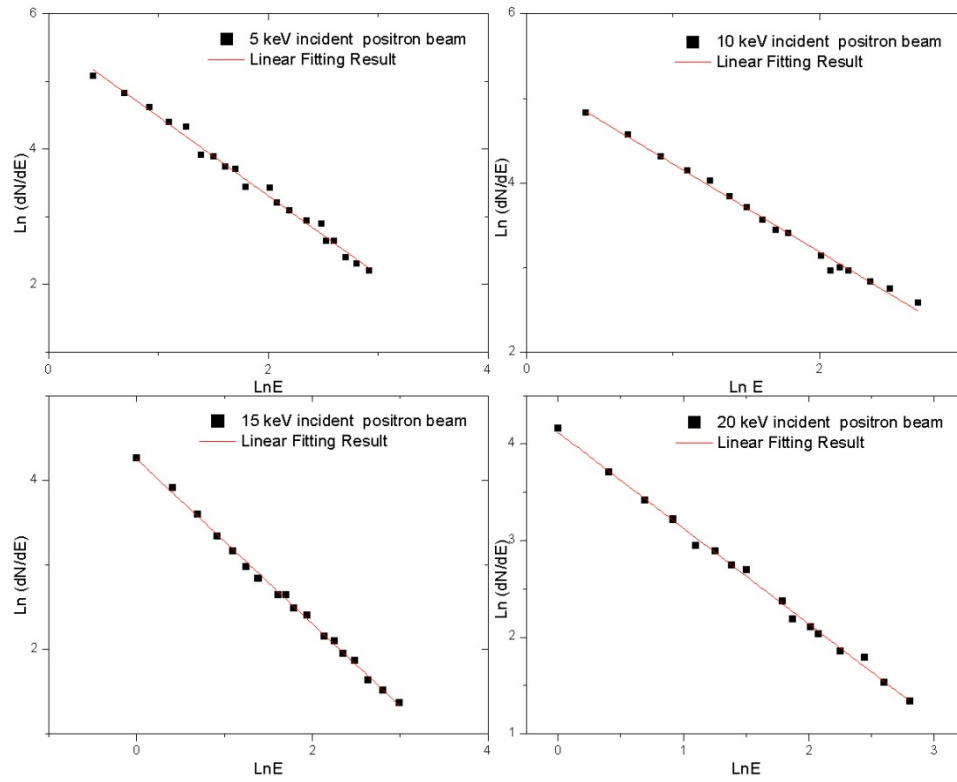 6
4
2
0
2
4
Ln (dN/dE)
LnE
5 keV incident positron beam
Linear Fitting Result
6
4
2
0
2
Ln (dN/dE)
Ln E
10 keV incident positron beam
Linear Fitting Result
4
2
0
2
4
Ln (dN/dE)
LnE
15 keV incident positron beam
Linear Fitting Result
4
3
2
1
0
1
2
3
Ln (dN/dE)
LnE
20 keV incident positron beam
Linear Fitting Result